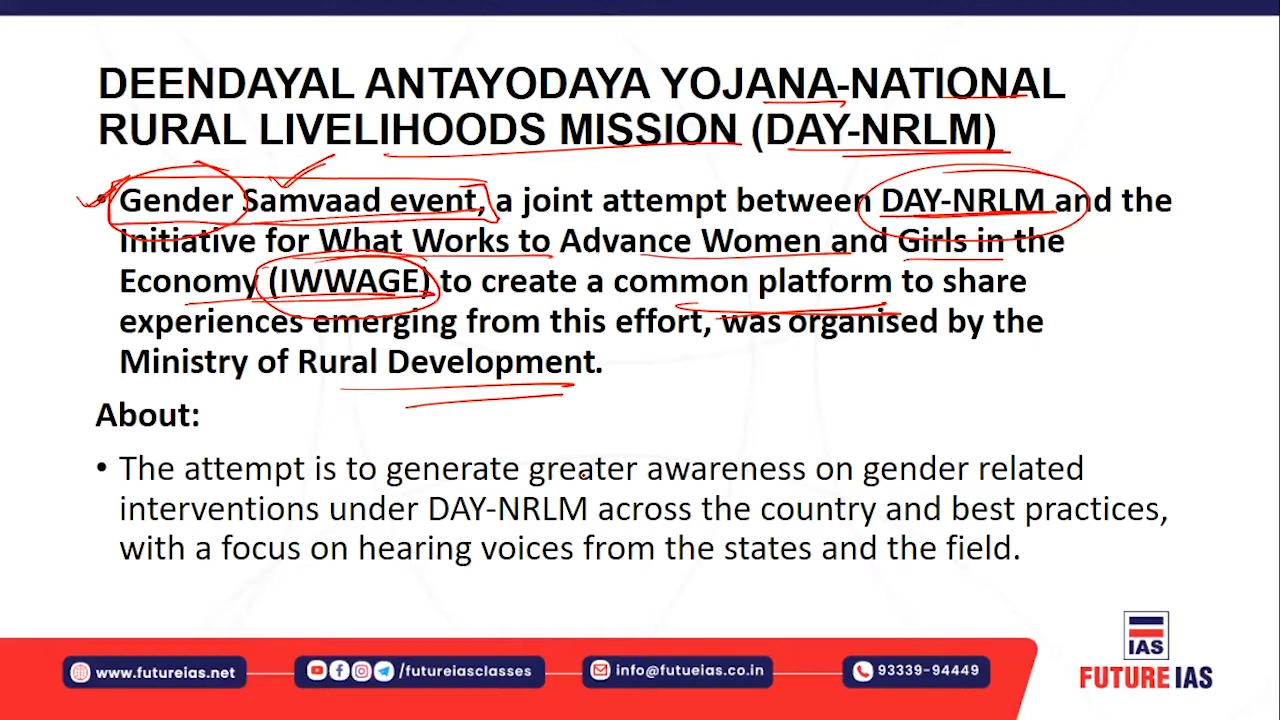 DEENDAYAL ANTAYODAYA YOJANA-NATIONAL
RURAL LIVELIHOODS MISSION (DAY-NRLM)
• Gender Samvaad event, a joint attempt between DAY-NRLM and the
Initiative for What Works to Advance Women and Girls in the
Economy (IWWAGE) to create a common platform to share
experiences emerging from this effort, was organised by the
Ministry of Rural Development.
About:
• The attempt is to generate greater awareness on gender related
interventions under DAY-NRLM across the country and best practices,
with a focus on hearing voices from the states and the field.
www.futureias.net
/futureiasclasses
info@futueias.co.in
93339-94449
IAS
FUTURE IAS